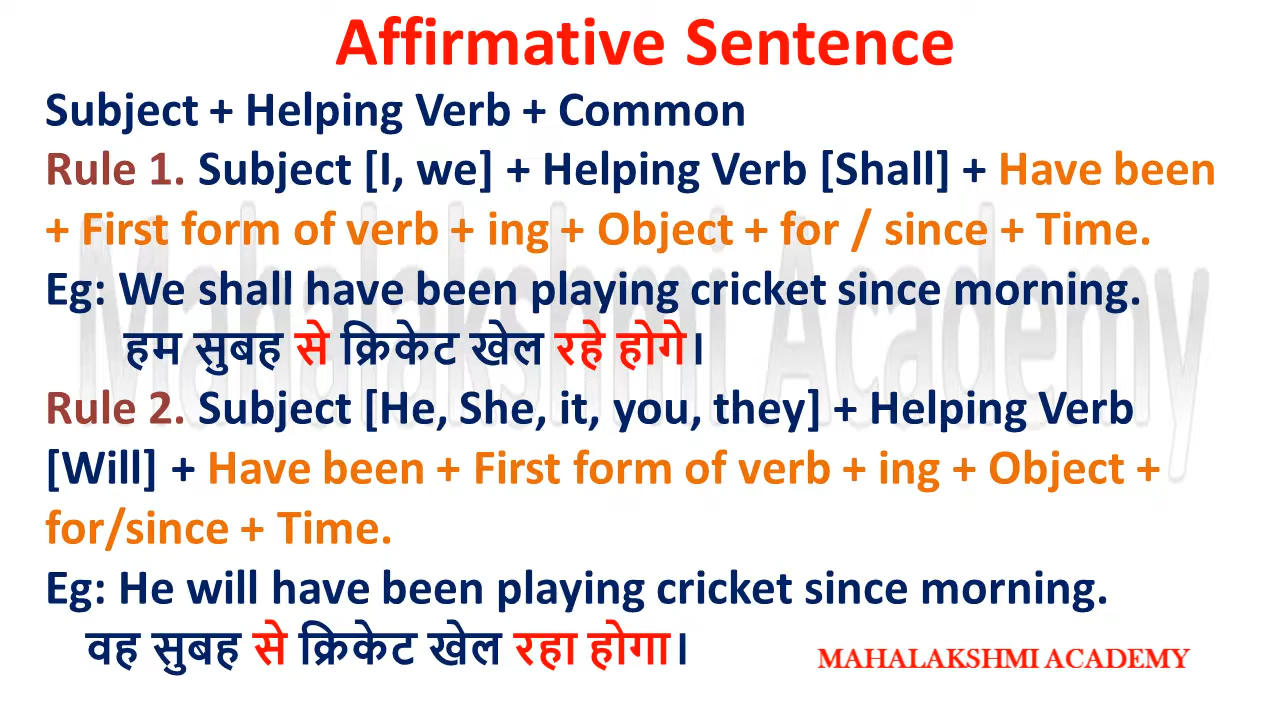 Affirmative Sentence
Subject + Helping Verb + Common
Rule 1. Subject [I, we] + Helping Verb [Shall] + Have been
+ First form of verb + ing + Object + for / since + Time.
Eg: We shall have been playing cricket since morning.
हम सुबह से क्रिकेट खेल रहे होगे।
Rule 2. Subject [He, She, it, you, they] + Helping Verb
[Will] + Have been + First form of verb + ing + Object +
for/since + Time.
Eg: He will have been playing cricket since morning.
वह सुबह से क्रिकेट खेल रहा होगा।
MAHALAKSHMI ACADEMY
Mahalakshmi Academy